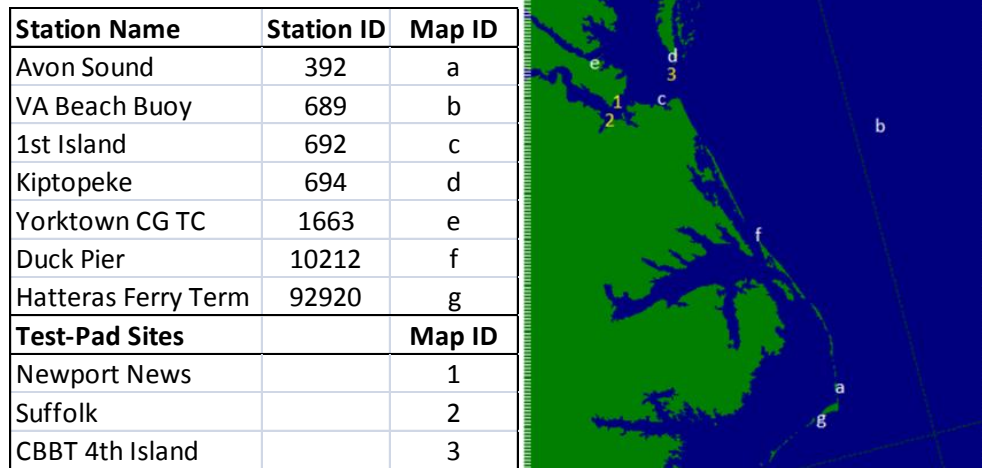 Station Name Station ID Map ID
Avon Sound 392 a
VA Beach Buoy 689 b
1st Island 692 c
Kiptopeke 694 d
Yorktown CG TC 1663 e
Duck Pier 10212 f
Hatteras Ferry Term 92920 g
Test-Pad Sites Map ID
Newport News 1
Suffolk 2
CBBT 4th Island 3
d
e
3
c
1
2
b
f
a
g